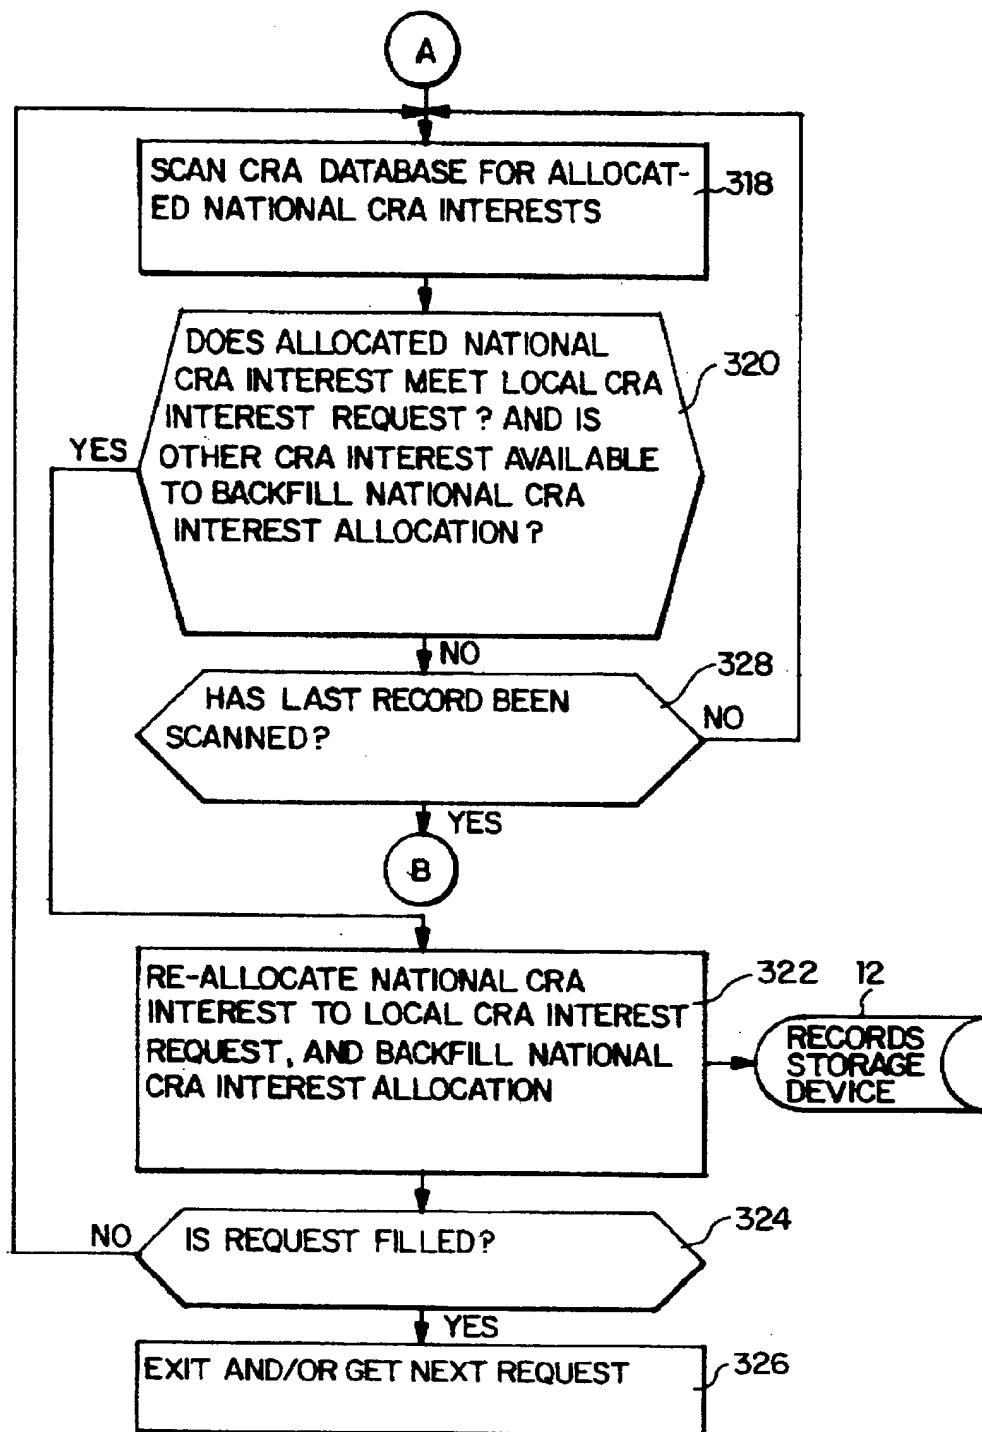 A
SCAN CRA DATABASE FOR ALLOCAT-
ED NATIONAL CRA INTERESTS
318
DOES ALLOCATED NATIONAL
CRA INTEREST MEET LOCAL CRA
INTEREST REQUEST? AND IS
OTHER CRA INTEREST AVAILABLE
TO BACKFILL NATIONAL CRA
INTEREST ALLOCATION?
320
YES
NO
HAS LAST RECORD BEEN
SCANNED?
328
NO
YES
B
RE-ALLOCATE NATIONAL CRA
INTEREST TO LOCAL CRA INTEREST
REQUEST, AND BACKFILL NATIONAL
CRA INTEREST ALLOCATION
322
12
RECORDS
STORAGE
DEVICE
IS REQUEST FILLED?
324
NO
YES
EXIT AND/OR GET NEXT REQUEST
326